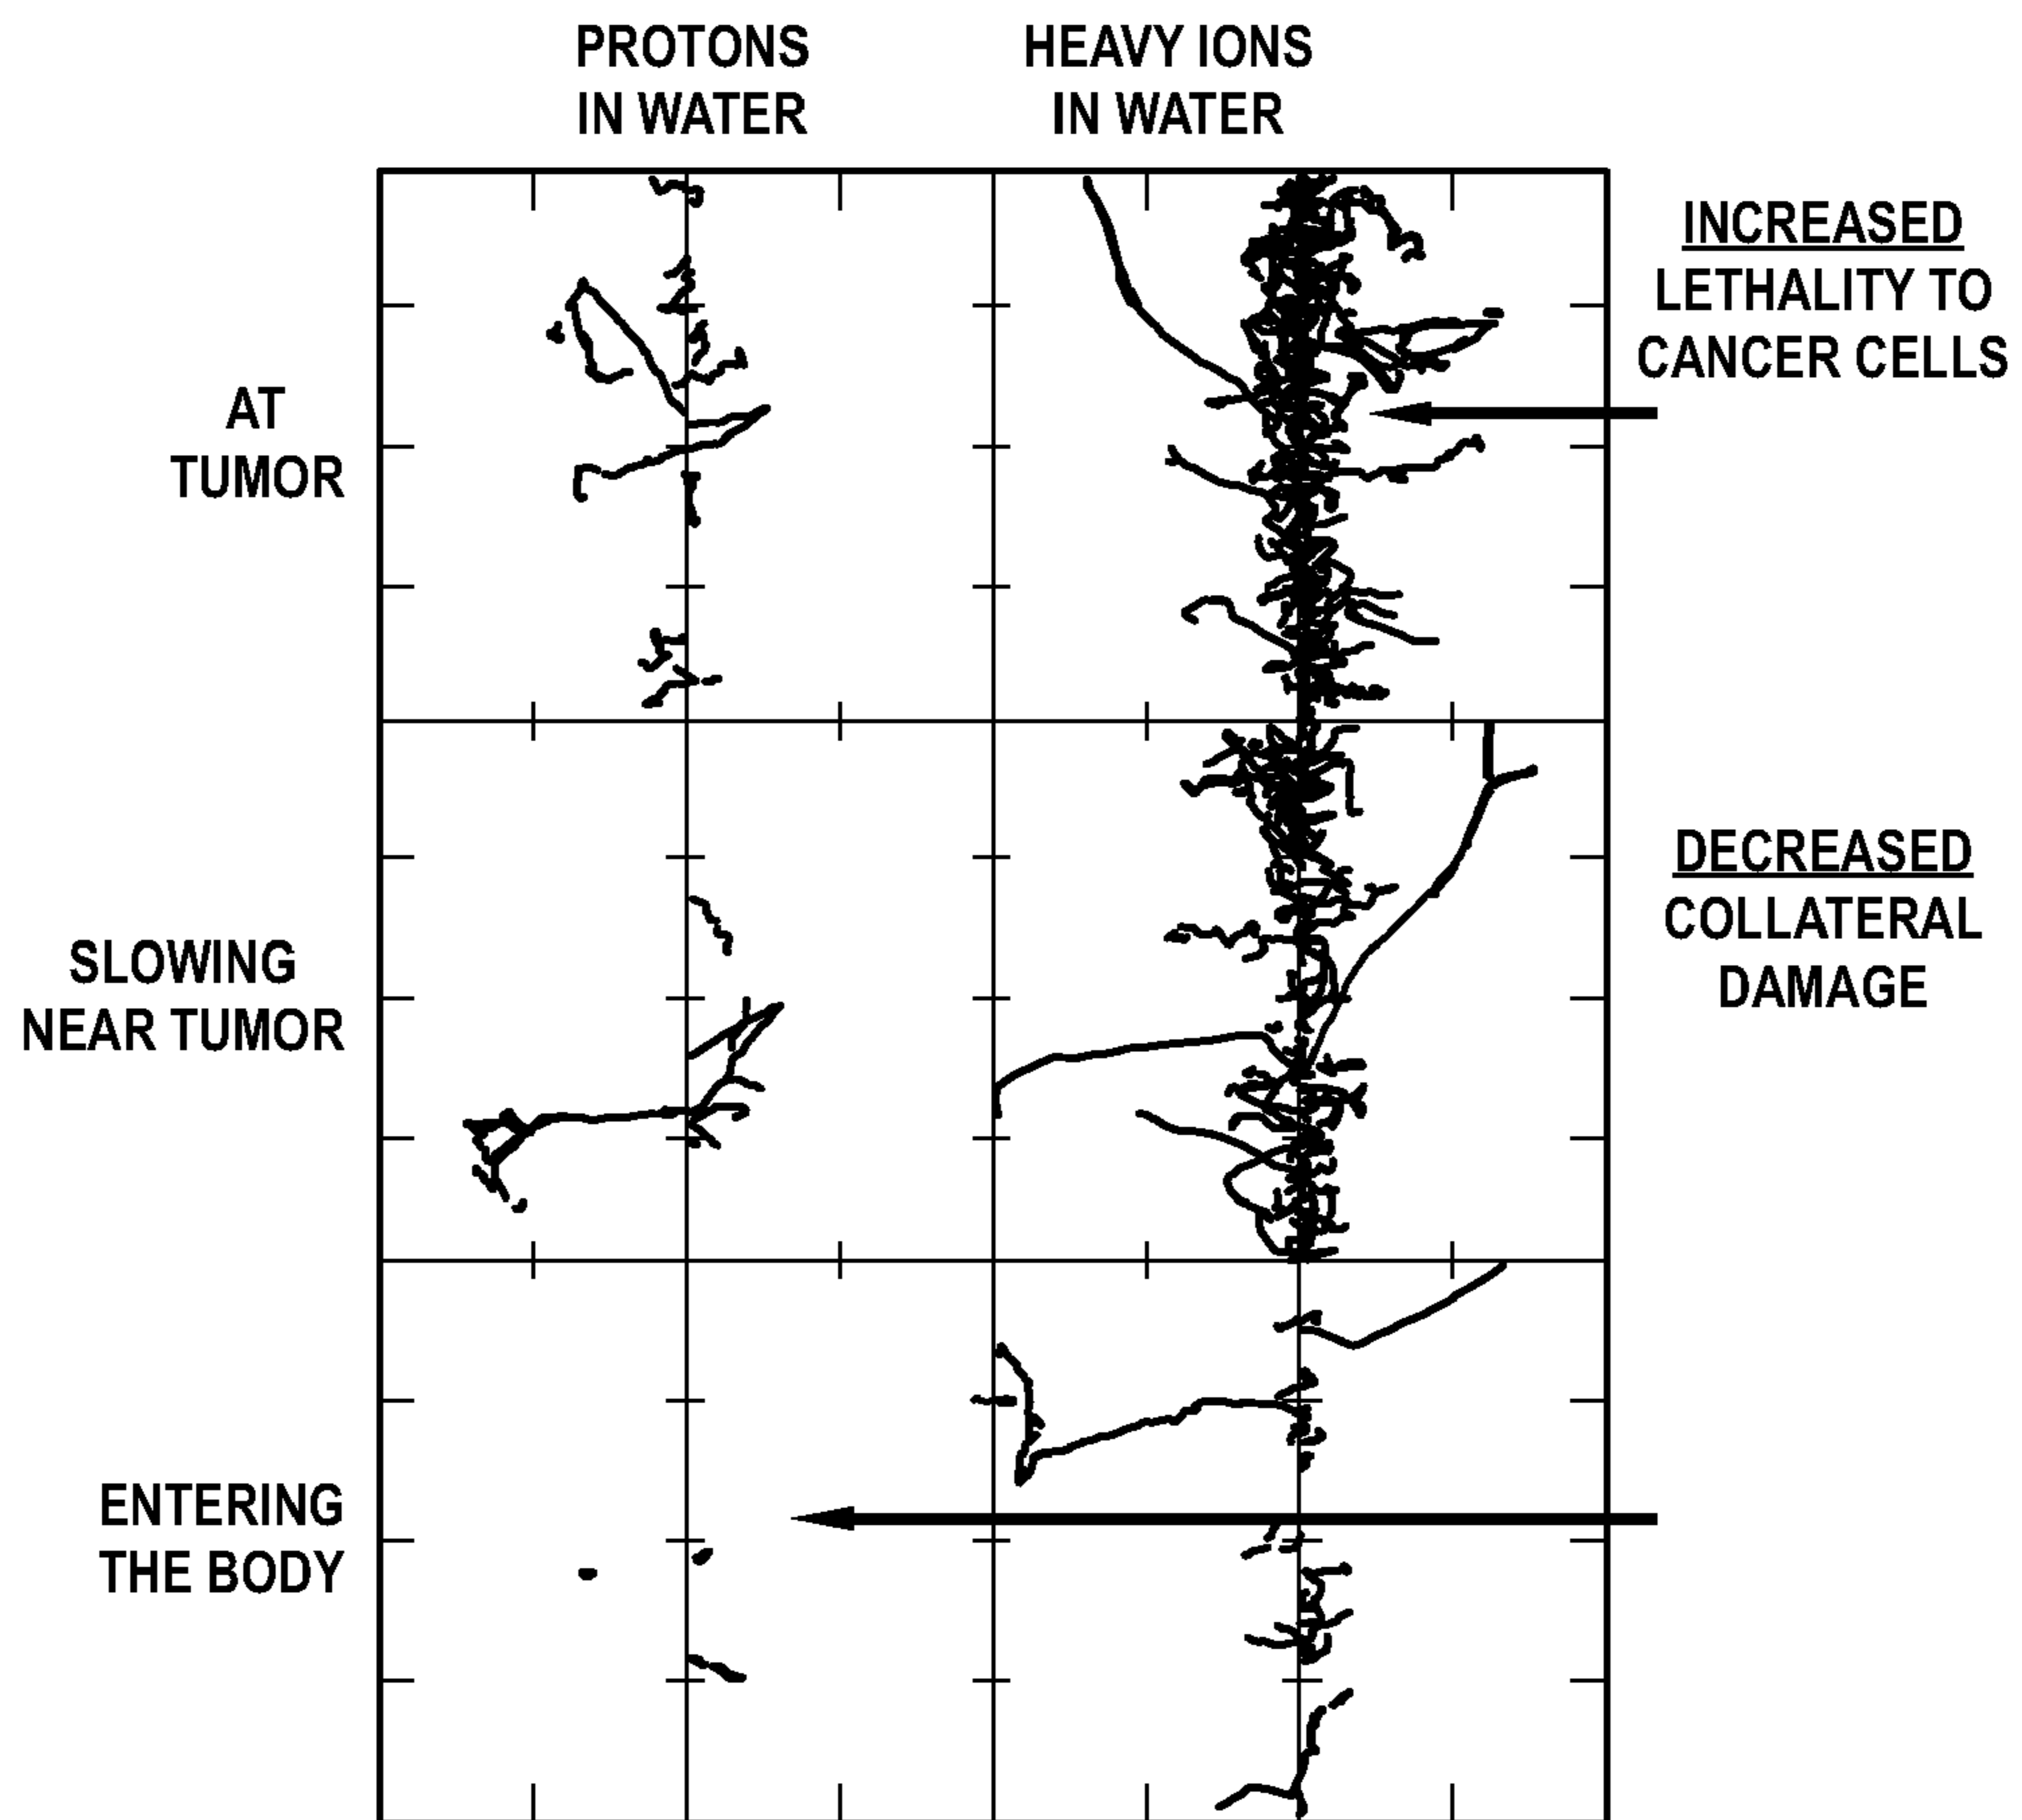 PROTONS
IN WATER
HEAVY IONS
IN WATER
INCREASED
LETHALITY TO
CANCER CELLS
AT
TUMOR
DECREASED
COLLATERAL
DAMAGE
SLOWING
NEAR TUMOR
ENTERING
THE BODY